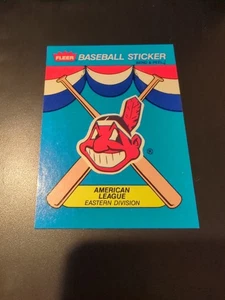 FLEER
BASEBALL STICKER
AMERICAN
LEAGUE
EASTERN DIVISION
®